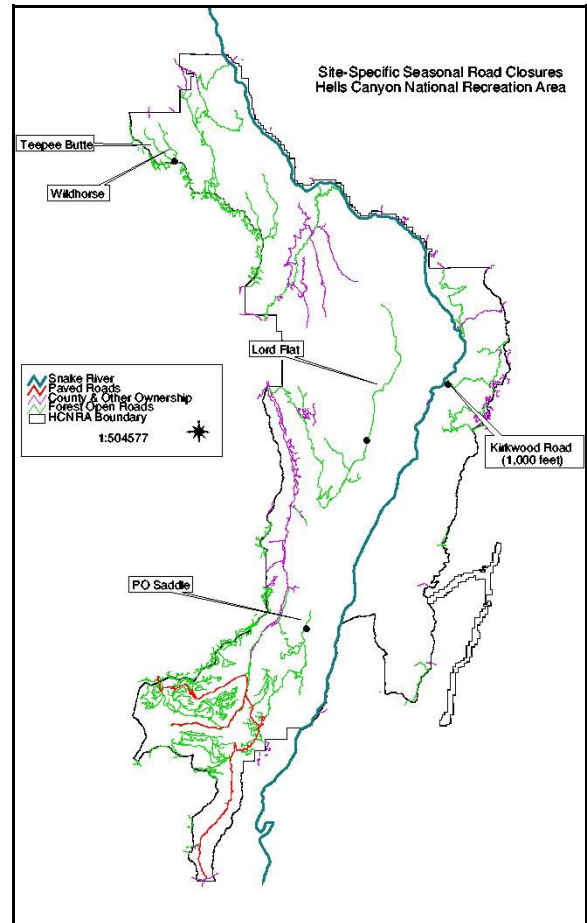 Site-Specific Seasonal Road Closures
Hells Canyon National Recreation Area
Teepee Butte
Wildhorse
Lord Flat
Snake River
Paved Roads
County & Other Ownership
Forest Open Roads
HCNRA Boundary
1:504577
Kirkwood Road
(1,000 feet)
PO Saddle